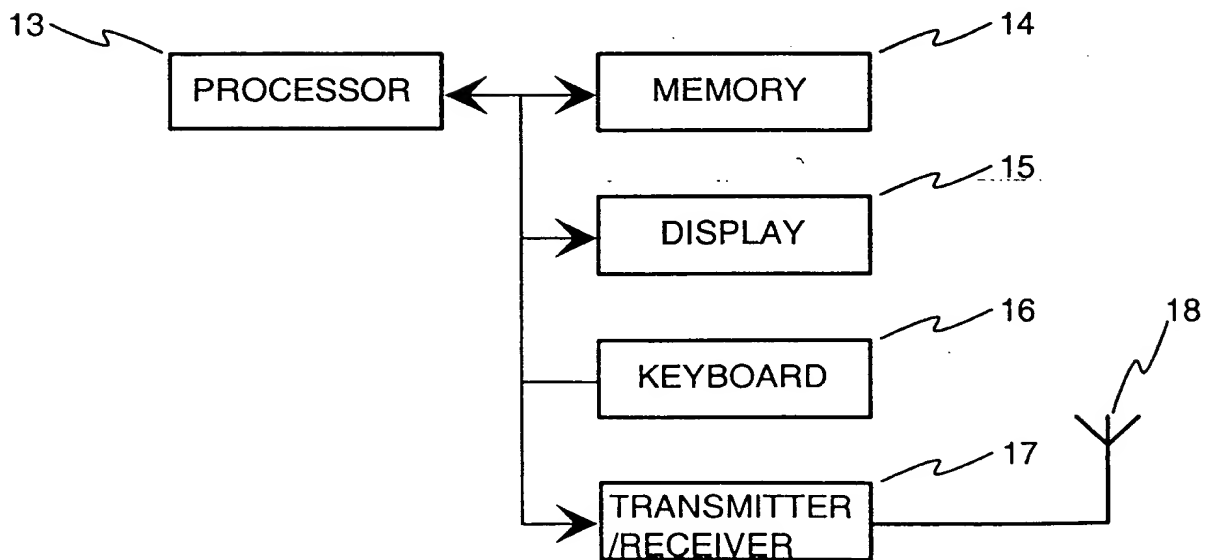 13
PROCESSOR
14
MEMORY
15
DISPLAY
16
KEYBOARD
17
TRANSMITTER
/RECEIVER
18